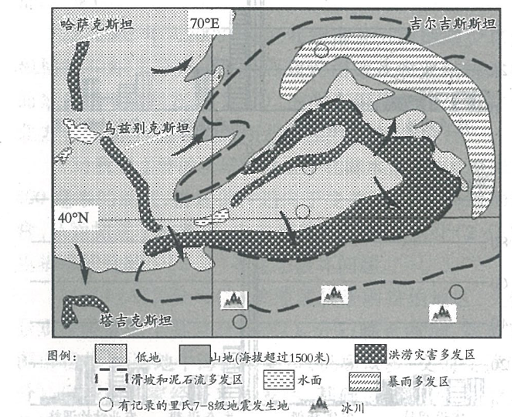 哈萨克斯坦
70°E
吉尔吉斯斯坦
乌兹别克斯坦
40°N
塔吉克斯坦
图例：
低地
山地(海拔超过1500米)
洪涝灾害多发区
滑坡和泥石流多发区
水面
暴雨多发区
有记录的里氏7-8级地震发生地
冰川